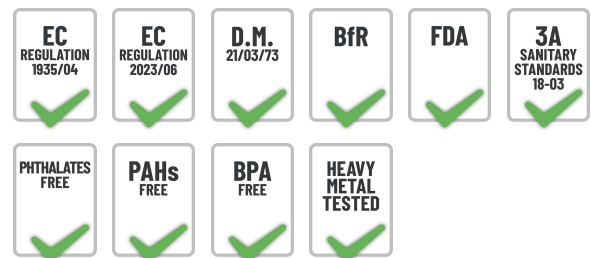 EC
REGULATION
1935/04
EC
REGULATION
2023/06
D.M.
21/03/73
BfR
FDA
3A
SANITARY
STANDARDS
18-03
PHTHALATES
FREE
PAHs
FREE
BPA
FREE
HEAVY
METAL
TESTED